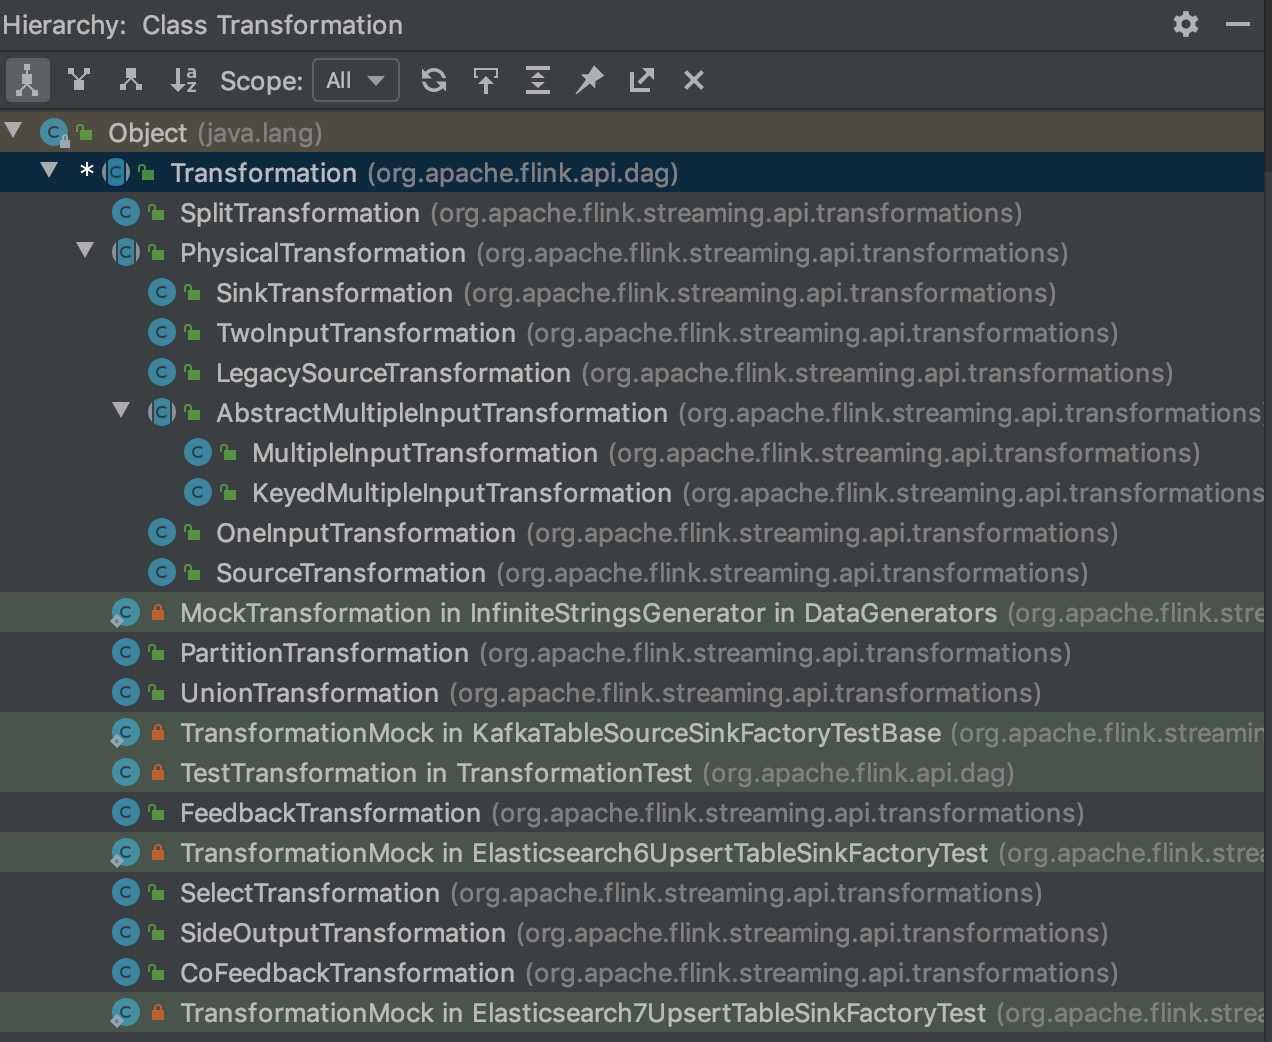 Hierarchy: Class Transformation
Scope: All
Object (java.lang)
* Transformation (org.apache.flink.api.dag)
SplitTransformation (org.apache.flink.streaming.api.transformations)
PhysicalTransformation (org.apache.flink.streaming.api.transformations)
SinkTransformation (org.apache.flink.streaming.api.transformations)
TwoInputTransformation (org.apache.flink.streaming.api.transformations)
LegacySourceTransformation (org.apache.flink.streaming.api.transformations)
AbstractMultipleInputTransformation (org.apache.flink.streaming.api.transformations
MultipleInputTransformation (org.apache.flink.streaming.api.transformations)
KeyedMultipleInputTransformation (org.apache.flink.streaming.api.transformations
OneInputTransformation (org.apache.flink.streaming.api.transformations)
SourceTransformation (org.apache.flink.streaming.api.transformations)
MockTransformation in InfiniteStringsGenerator in DataGenerators (org.apache.flink.stre
PartitionTransformation (org.apache.flink.streaming.api.transformations)
UnionTransformation (org.apache.flink.streaming.api.transformations)
TransformationMock in KafkaTableSourceSinkFactoryTestBase (org.apache.flink.streamin
TestTransformation in TransformationTest (org.apache.flink.api.dag)
FeedbackTransformation (org.apache.flink.streaming.api.transformations)
TransformationMock in Elasticsearch6UpsertTableSinkFactoryTest (org.apache.flink.strea
SelectTransformation (org.apache.flink.streaming.api.transformations)
SideOutputTransformation (org.apache.flink.streaming.api.transformations)
CoFeedbackTransformation (org.apache.flink.streaming.api.transformations)
TransformationMock in Elasticsearch7UpsertTableSinkFactoryTest (org.apache.flink.strea